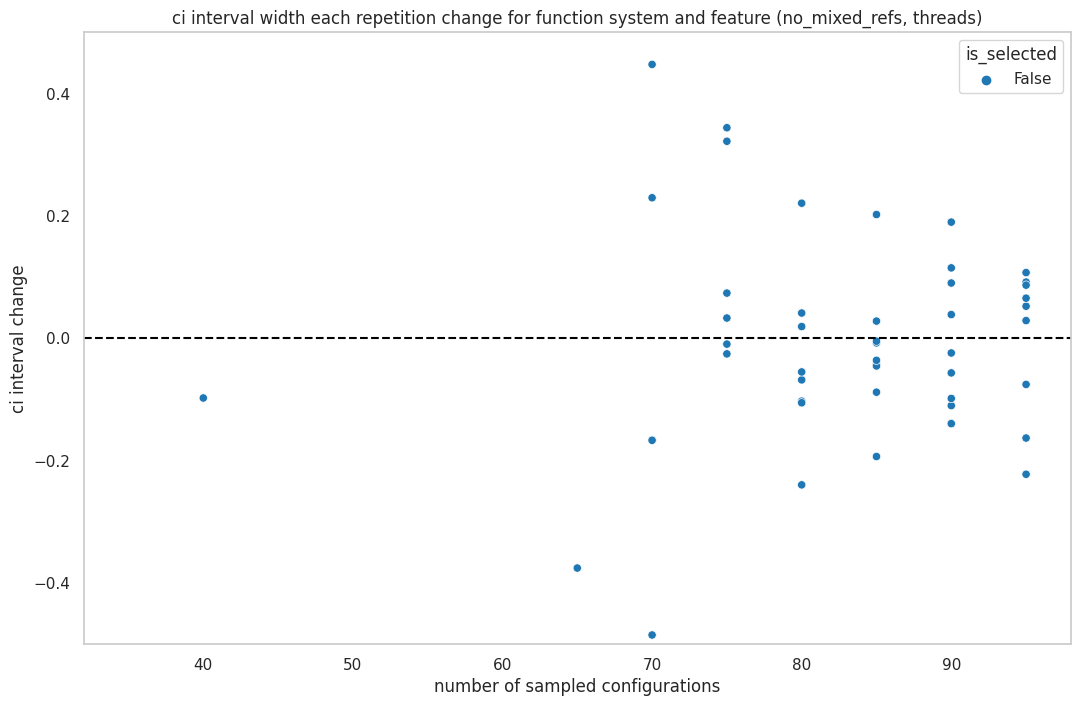 ci interval width each repetition change for function system and feature (no_mixed_refs, threads)
is_selected
False
ci interval change
0.4
0.2
0.0
−0.2
−0.4
40 50 60 70 80 90
number of sampled configurations